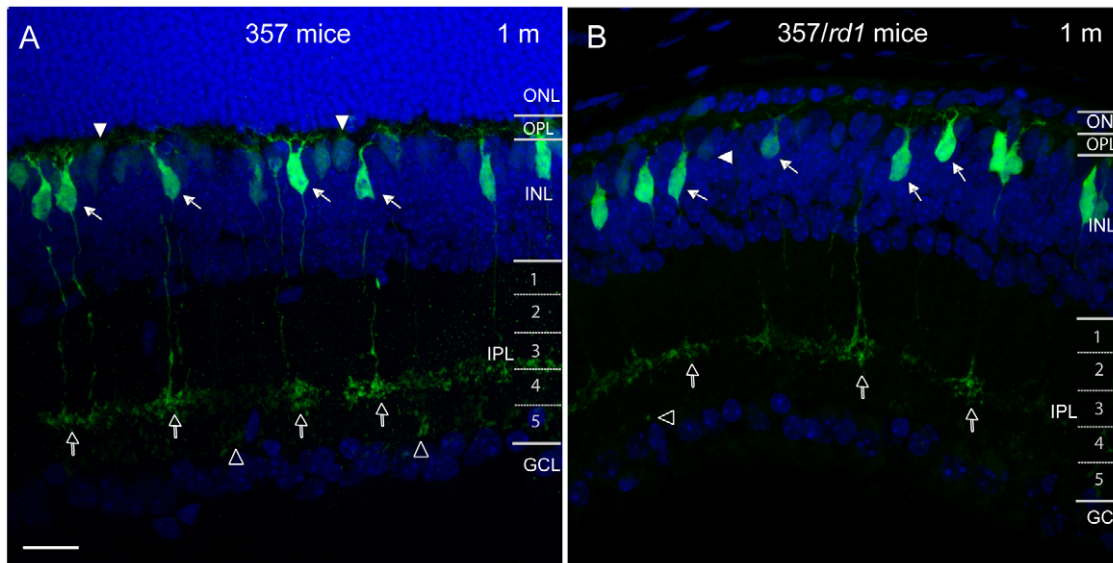 A 357 mice 1 m
ONL
OPL
INL
1
2
3
IPL
4
5
GCL
B 357/rd1 mice 1 m
ON
OPL
INL
1
2
3
IPL
4
5
GC